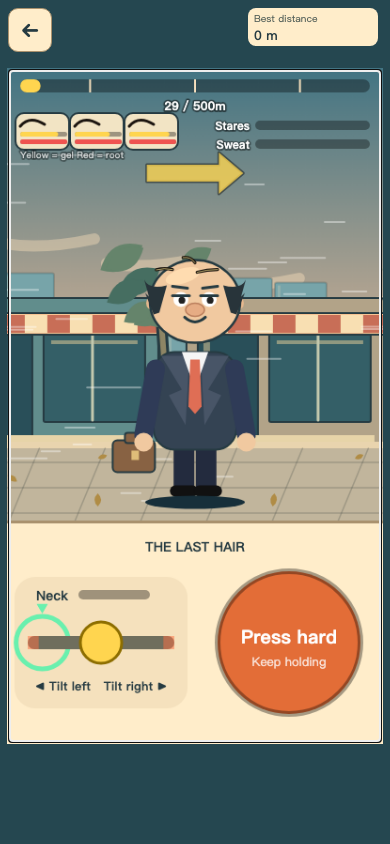 Best distance
0 m
29 / 500m
Stares
Sweat
Yellow = gel Red = root
THE LAST HAIR
Neck
Tilt left
Tilt right
Press hard
Keep holding